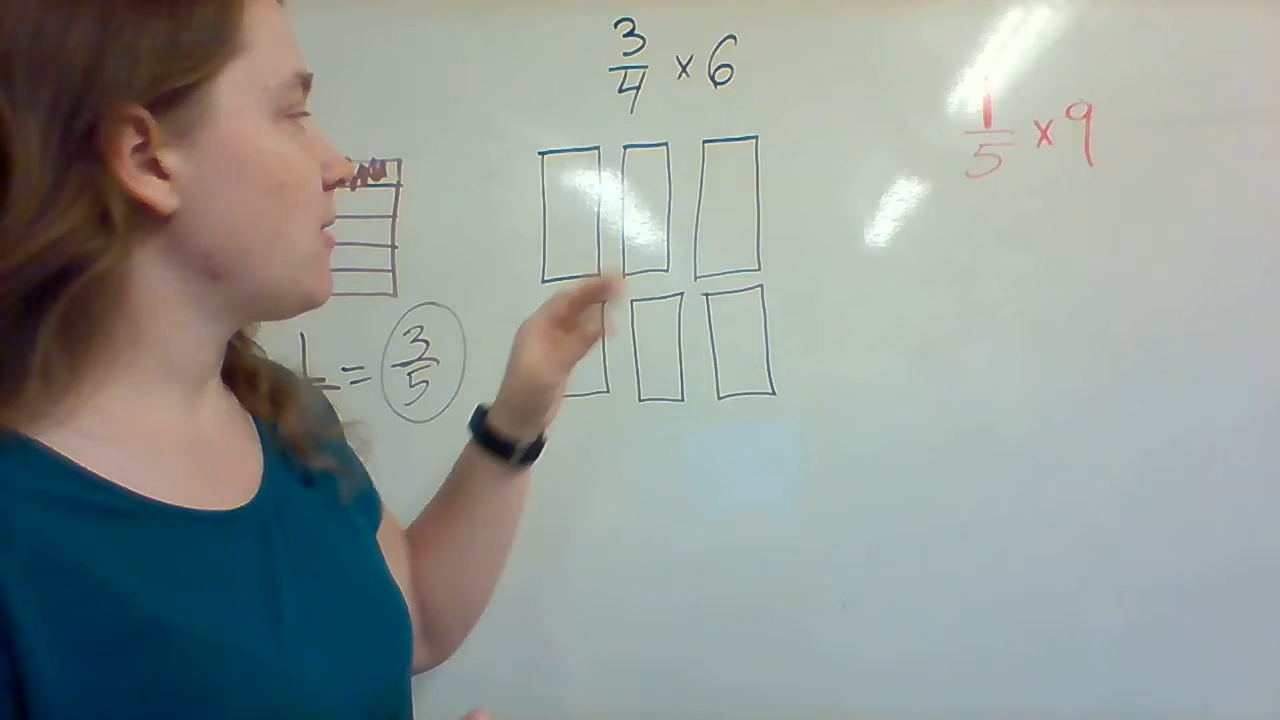 3/4 × 6
1/5 × 9
= 3/5